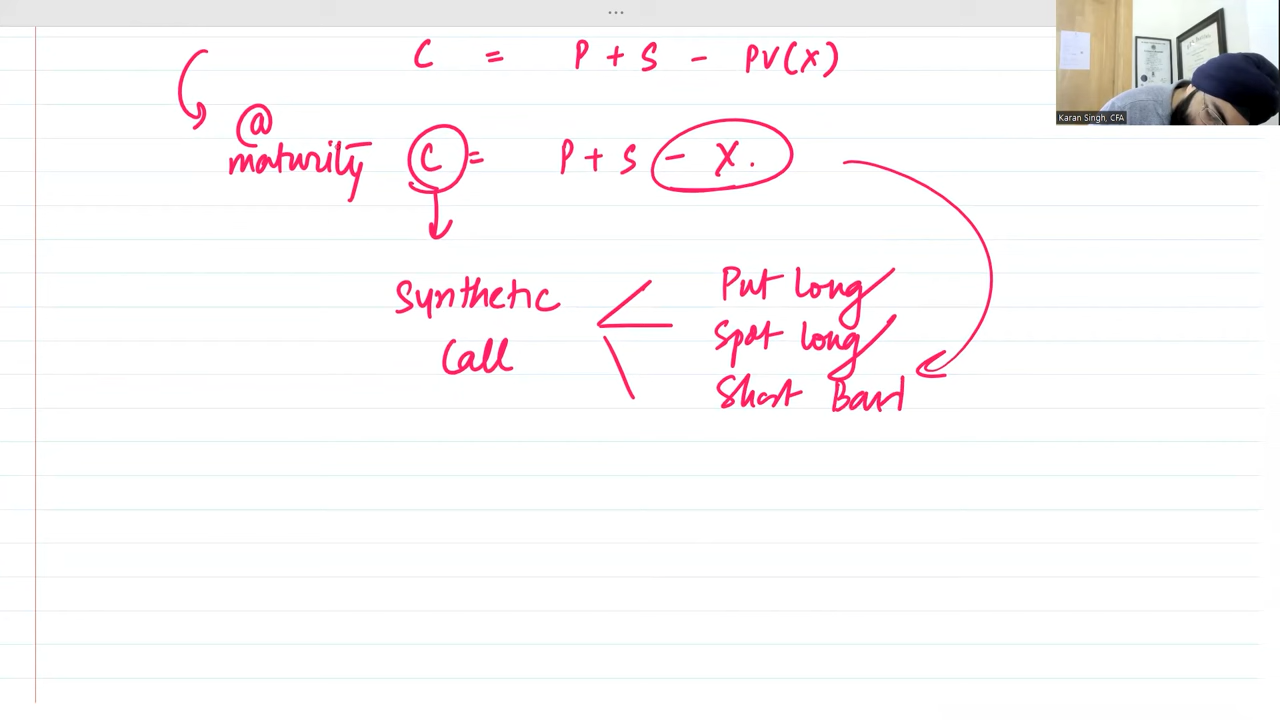 C = P + S - PV(X)
@
maturity C = P + S - X.
Synthetic
Call
Put Long
Spot long
Short Bond
Karan Singh, CFA